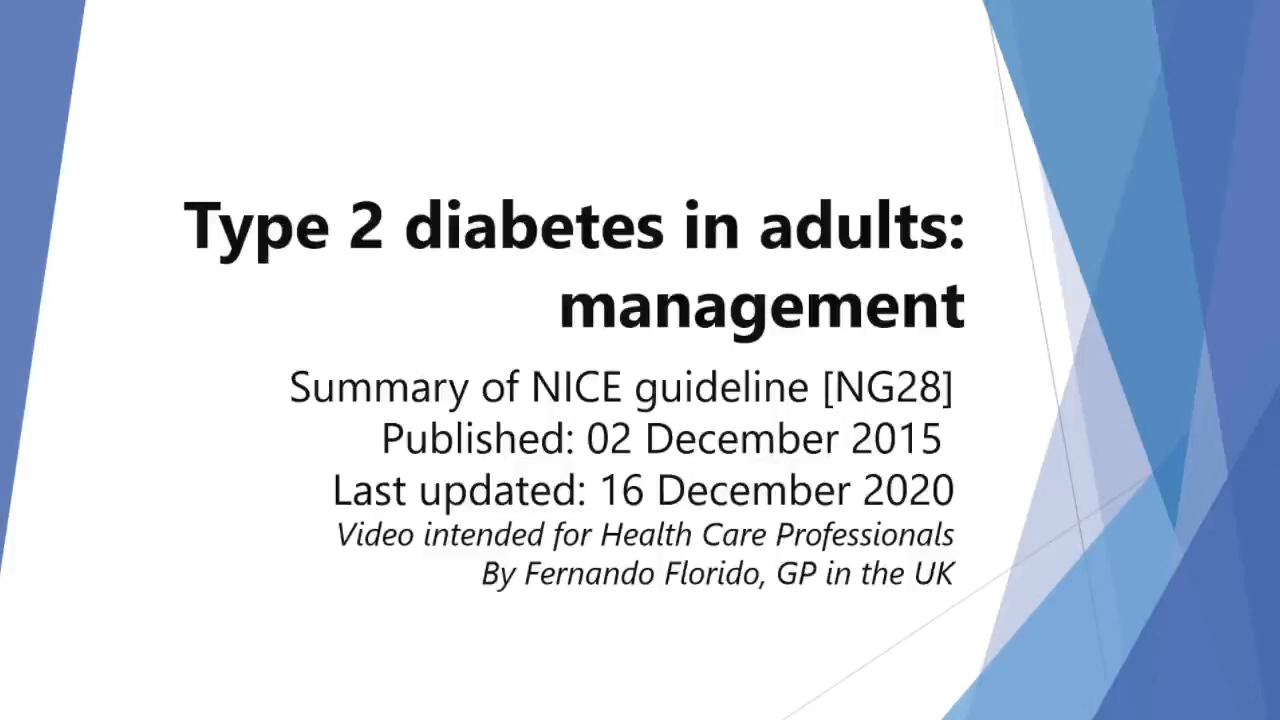 Type 2 diabetes in adults:
management
Summary of NICE guideline [NG28]
Published: 02 December 2015
Last updated: 16 December 2020
Video intended for Health Care Professionals
By Fernando Florido, GP in the UK